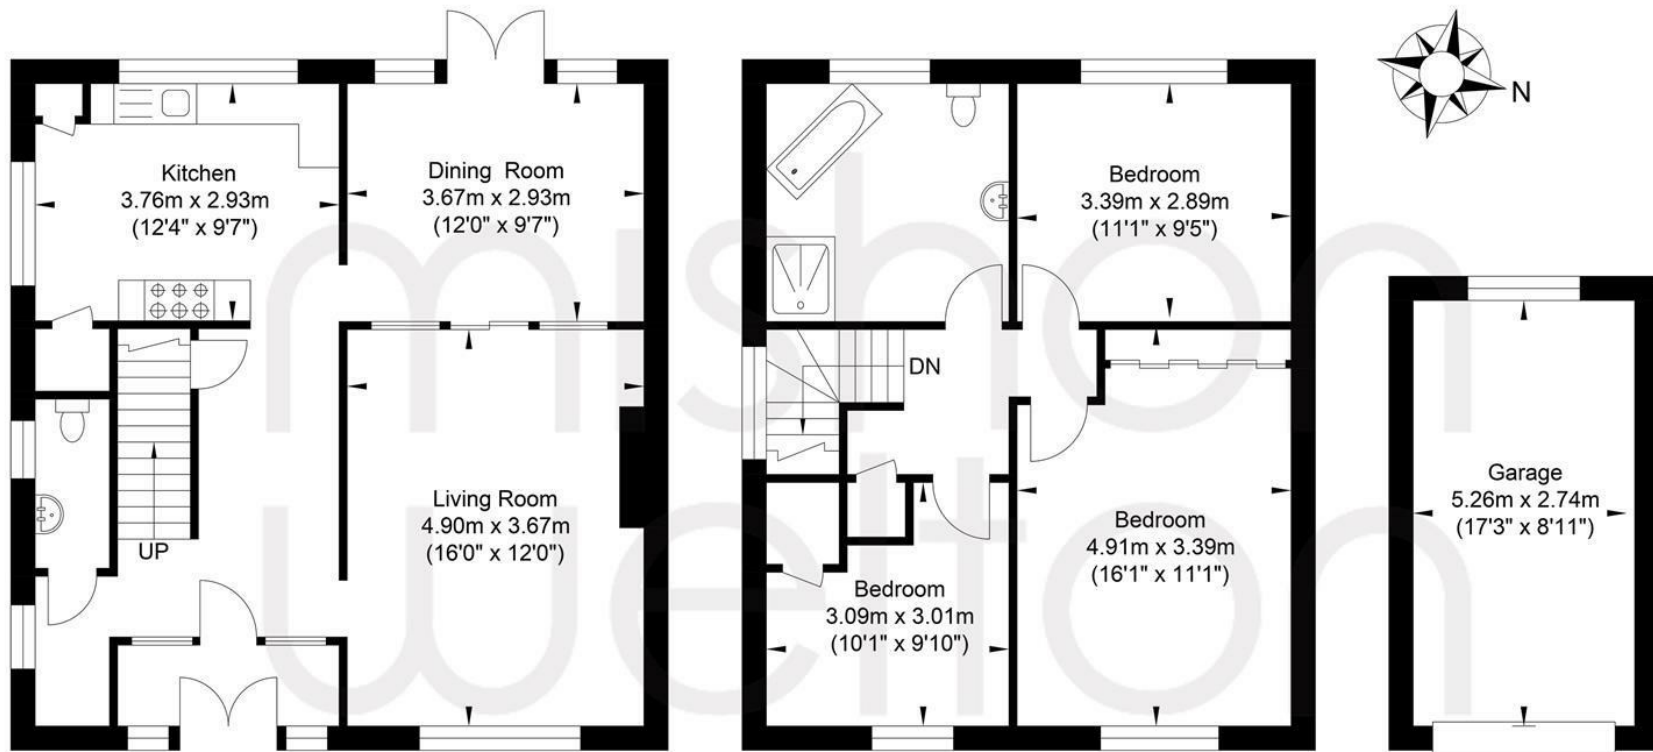 Kitchen
3.76m x 2.93m
(12'4" x 9'7")
Dining Room
3.67m x 2.93m
(12'0" x 9'7")
UP
Living Room
4.90m x 3.67m
(16'0" x 12'0")
Bedroom
3.39m x 2.89m
(11'1" x 9'5")
DN
Bedroom
3.09m x 3.01m
(10'1" x 9'10")
Bedroom
4.91m x 3.39m
(16'1" x 11'1")
N
Garage
5.26m x 2.74m
(17'3" x 8'11")
mishon
welton